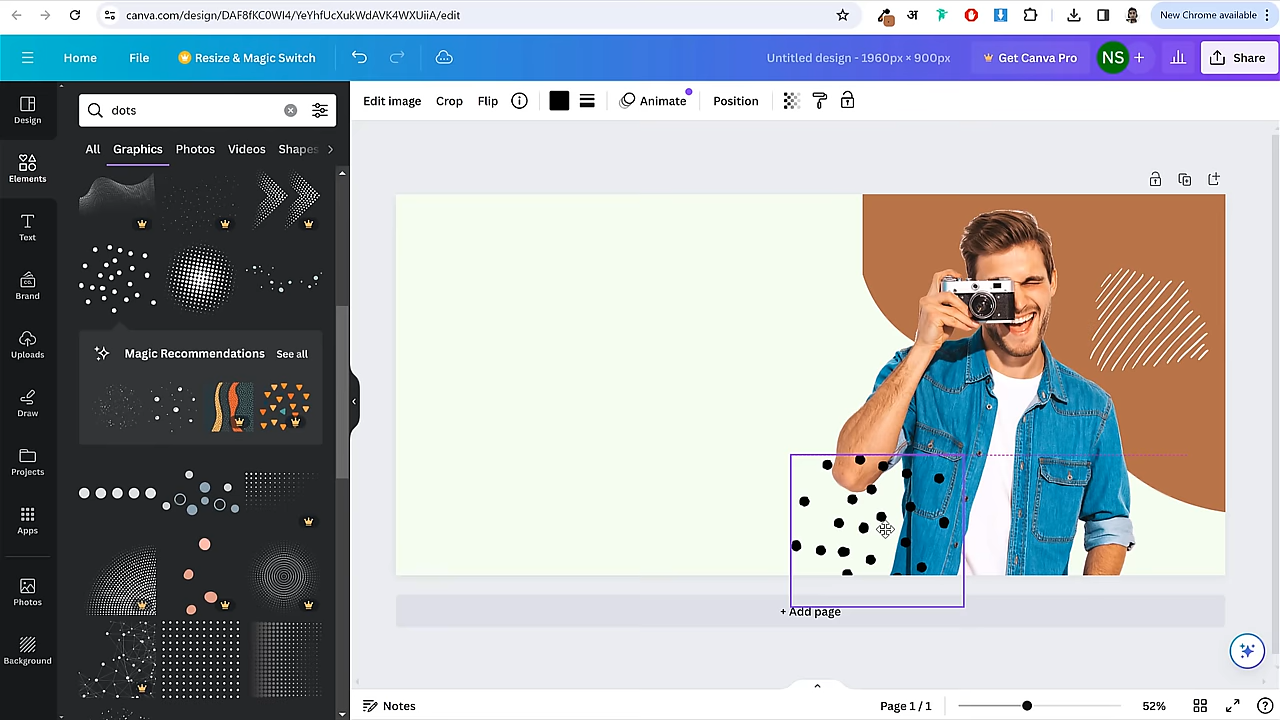 canva.com/design/DAF8fKC0WI4/YeYhfUcXukWdAVK4WXUiiA/edit
अ
New Chrome available
Home
File
Resize & Magic Switch
Untitled design - 1960px × 900px
Get Canva Pro
NS
+
Share
Design
Elements
Text
Brand
Uploads
Draw
Projects
Apps
Photos
Background
dots
All
Graphics
Photos
Videos
Shapes
Magic Recommendations
See all
Edit image
Crop
Flip
Animate
Position
+ Add page
Notes
Page 1 / 1
52%